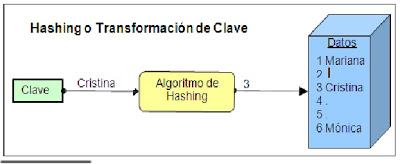 Hashing o Transformación de Clave
Clave
Cristina
Algoritmo de
Hashing
3
Datos
1 Mariana
2
3 Cristina
4 .
5 .
6 Mónica